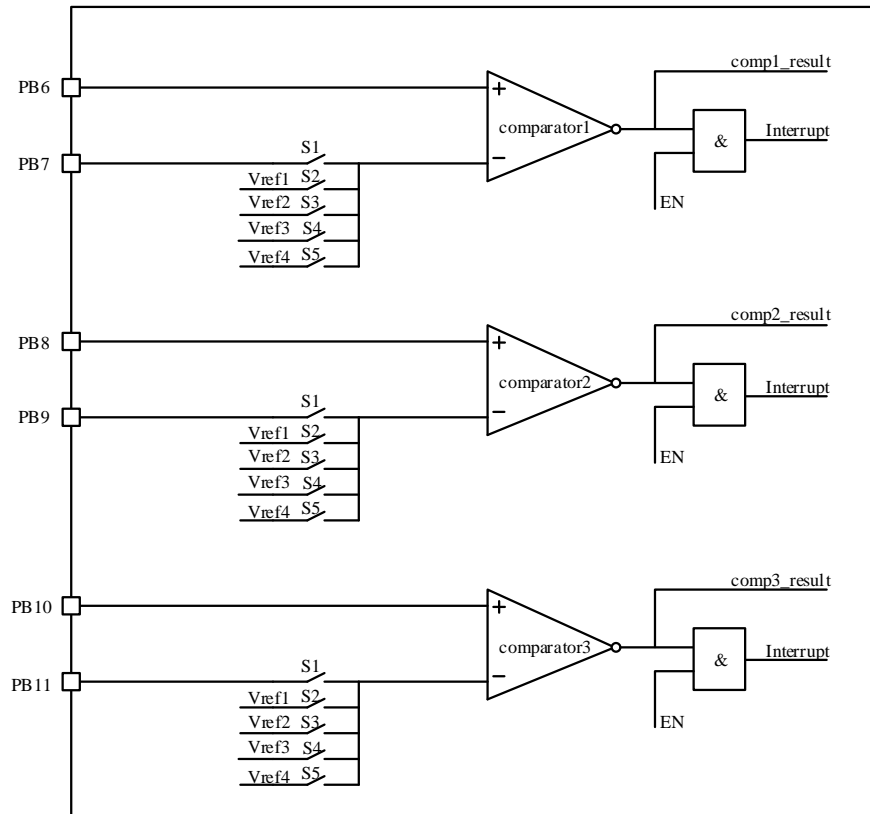 comp1_result
PB6
+
comparator1
&
Interrupt
PB7
S1
−
Vref1 S2
Vref2 S3
Vref3 S4
Vref4 S5
EN
comp2_result
PB8
+
comparator2
&
Interrupt
PB9
S1
−
Vref1 S2
Vref2 S3
Vref3 S4
Vref4 S5
EN
comp3_result
PB10
+
comparator3
&
Interrupt
PB11
S1
−
Vref1 S2
Vref2 S3
Vref3 S4
Vref4 S5
EN